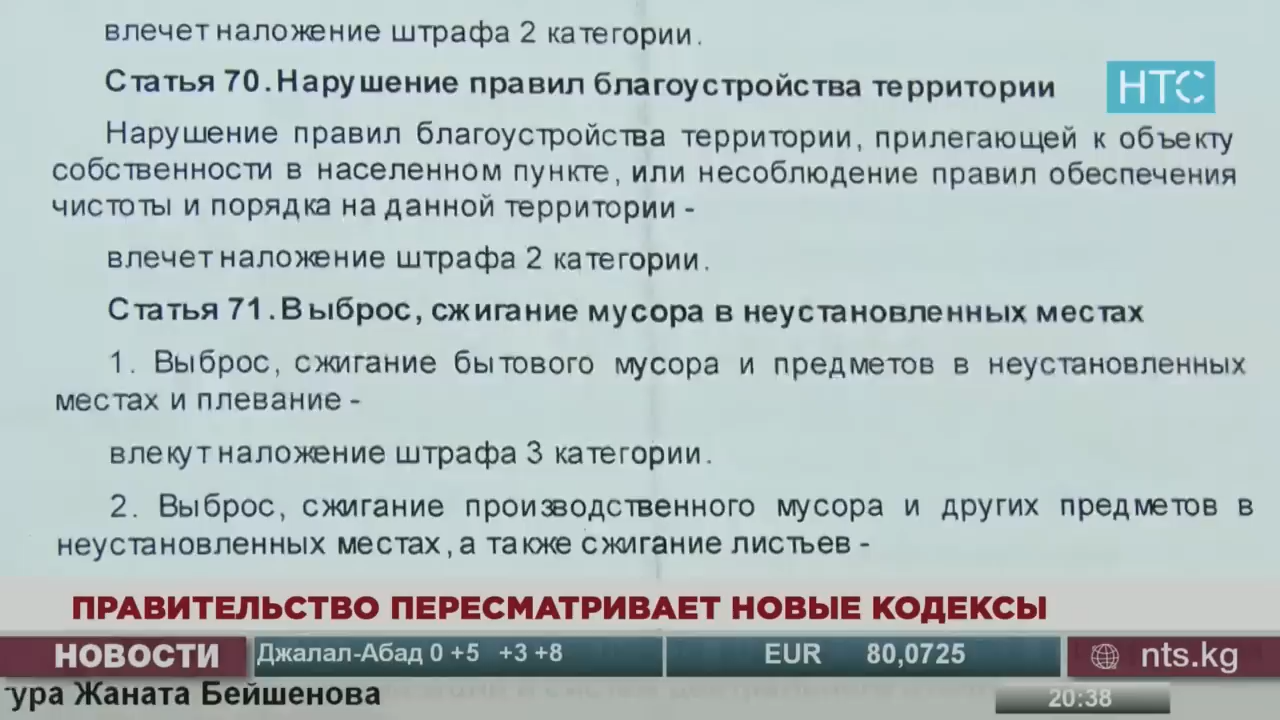 влечет наложение штрафа 2 категории.
Статья 70. Нарушение правил благоустройства территории
НТС
Нарушение правил благоустройства территории, прилегающей к объекту
собственности в населенном пункте, или несоблюдение правил обеспечения
чистоты и порядка на данной территории -
влечет наложение штрафа 2 категории.
Статья 71. Выброс, сжигание мусора в неустановленных местах
1. Выброс, сжигание бытового мусора и предметов в неустановленных
местах и плевание -
влекут наложение штрафа 3 категории.
2. Выброс, сжигание производственного мусора и других предметов в
неустановленных местах, а также сжигание листьев -
ПРАВИТЕЛЬСТВО ПЕРЕСМАТРИВАЕТ НОВЫЕ КОДЕКСЫ
НОВОСТИ Джалал-Абад 0 +5 +3 +8 EUR 80,0725 nts.kg
Жаната Бейшенова 20:38